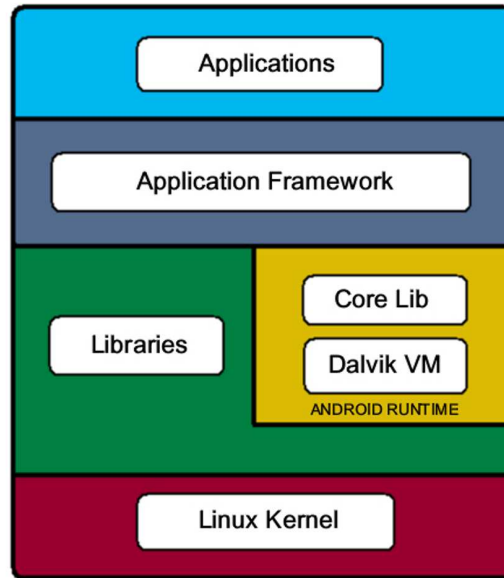 Applications
Application Framework
Libraries
Core Lib
Dalvik VM
ANDROID RUNTIME
Linux Kernel